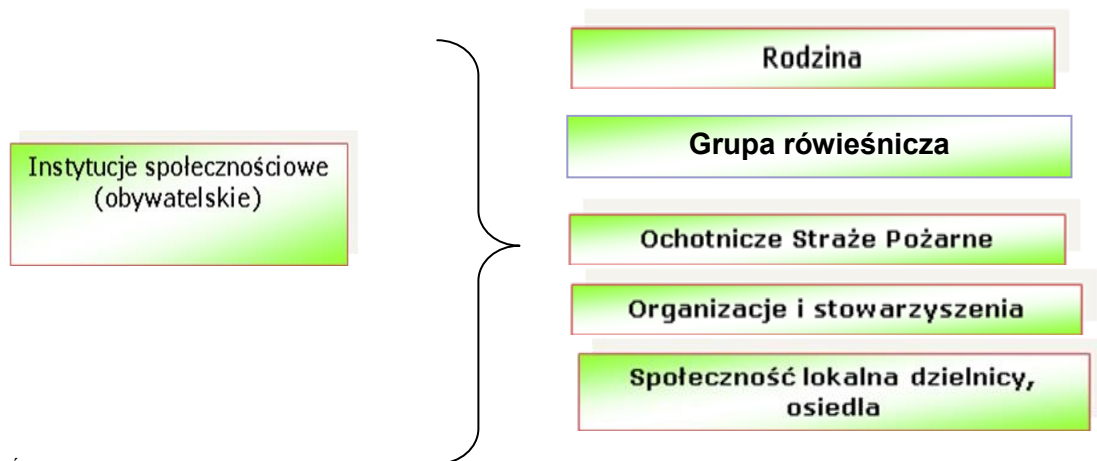 Rodzina
Grupa rówieśnicza
Instytucje społecznościowe
(obywatelskie)
Ochotnicze Straże Pożarne
Organizacje i stowarzyszenia
Społeczność lokalna dzielnicy,
osiedla